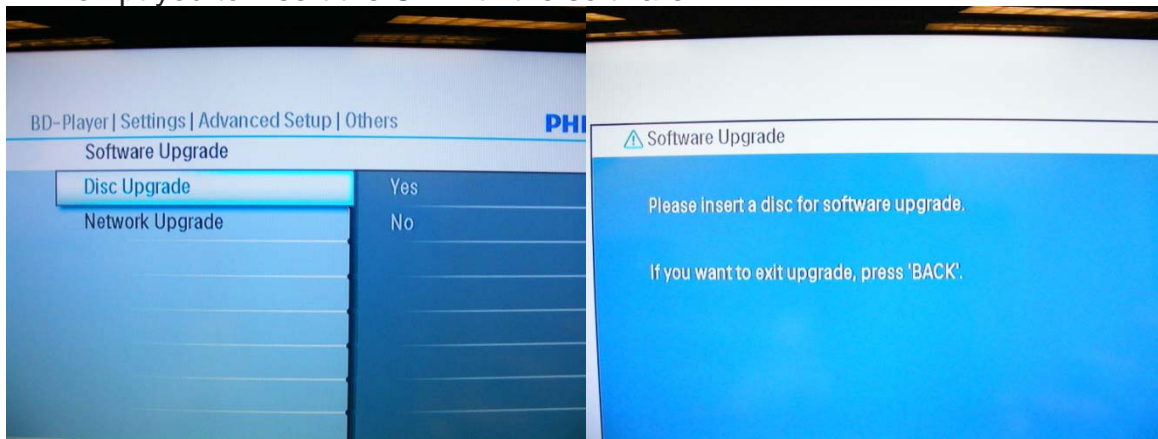 BD-Player | Settings | Advanced Setup | Others
PHI
Software Upgrade
Disc Upgrade
Yes
Network Upgrade
No
Software Upgrade
Please insert a disc for software upgrade.
If you want to exit upgrade, press 'BACK'.